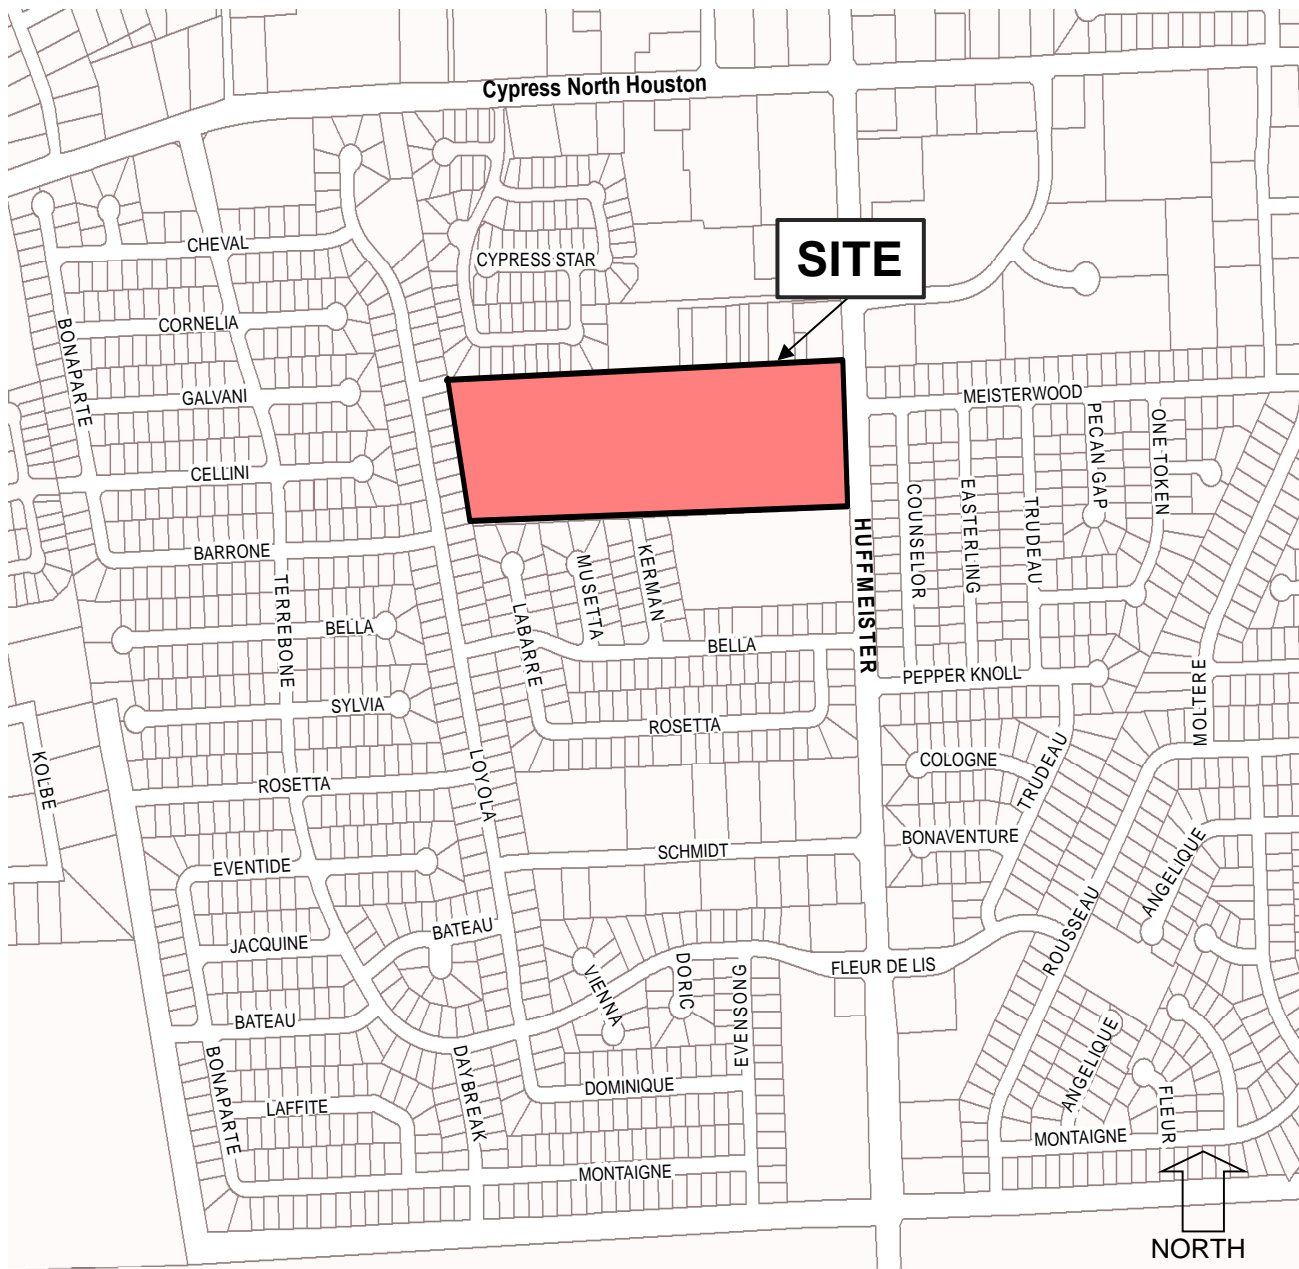 Cypress North Houston
CHEVAL
CYPRESS STAR
SITE
BONAPARTE
CORNELIA
GALVANI
MEISTERWOOD
PECAN GAP
ONE TOKEN
CELLINI
COUNSELOR
EASTERLING
TRUDEAU
BARRONE
HUFFMEISTER
MUSETTA
KERMAN
TERREBONE
LABARRE
BELLA
BELLA
PEPPER KNOLL
MOLTERE
SYLVIA
ROSETTA
KOLBE
LOYOLA
COLOGNE
TRUDEAU
ROSETTA
BONAVENTURE
SCHMIDT
EVENTIDE
ANGELIQUE
ROUSSEAU
BATEAU
JACQUINE
VIENNA
DORIC
EVENSONG
FLEUR DE LIS
BATEAU
BONAPARTE
DAYBREAK
DOMINIQUE
ANGELIQUE
FLEUR
LAFFITE
MONTAIGNE
MONTAIGNE
NORTH